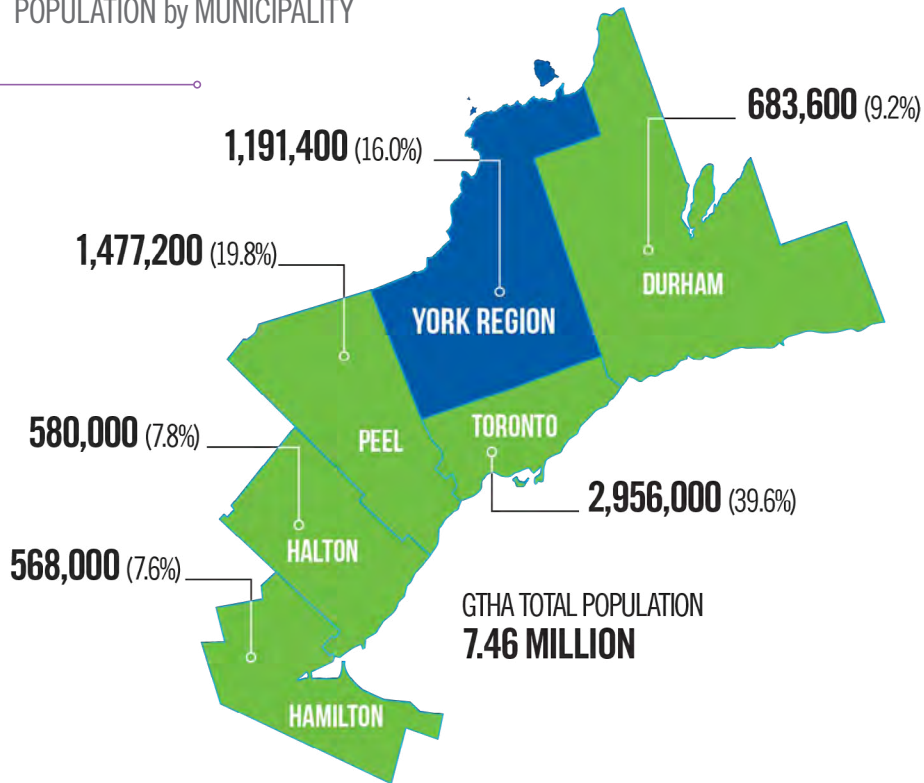 POPULATION by MUNICIPALITY
683,600 (9.2%)
1,191,400 (16.0%)
1,477,200 (19.8%)
DURHAM
YORK REGION
580,000 (7.8%)
PEEL
TORONTO
2,956,000 (39.6%)
HALTON
568,000 (7.6%)
GTHA TOTAL POPULATION
7.46 MILLION
HAMILTON